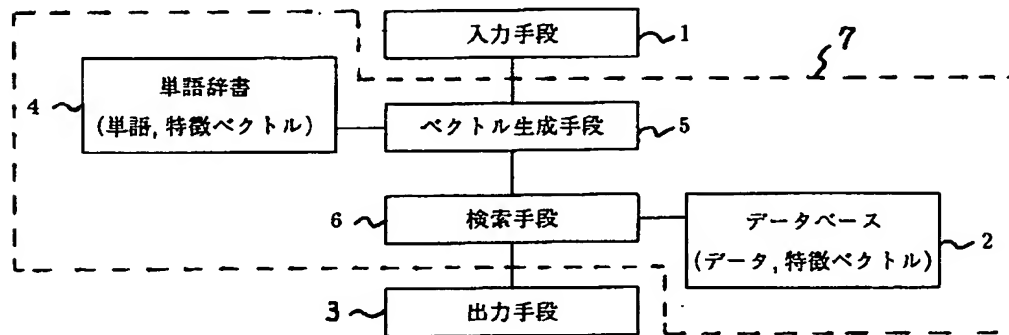 入力手段
1
7
単語辞書
(単語, 特徴ベクトル)
4
ベクトル生成手段
5
検索手段
6
データベース
(データ, 特徴ベクトル)
2
出力手段
3